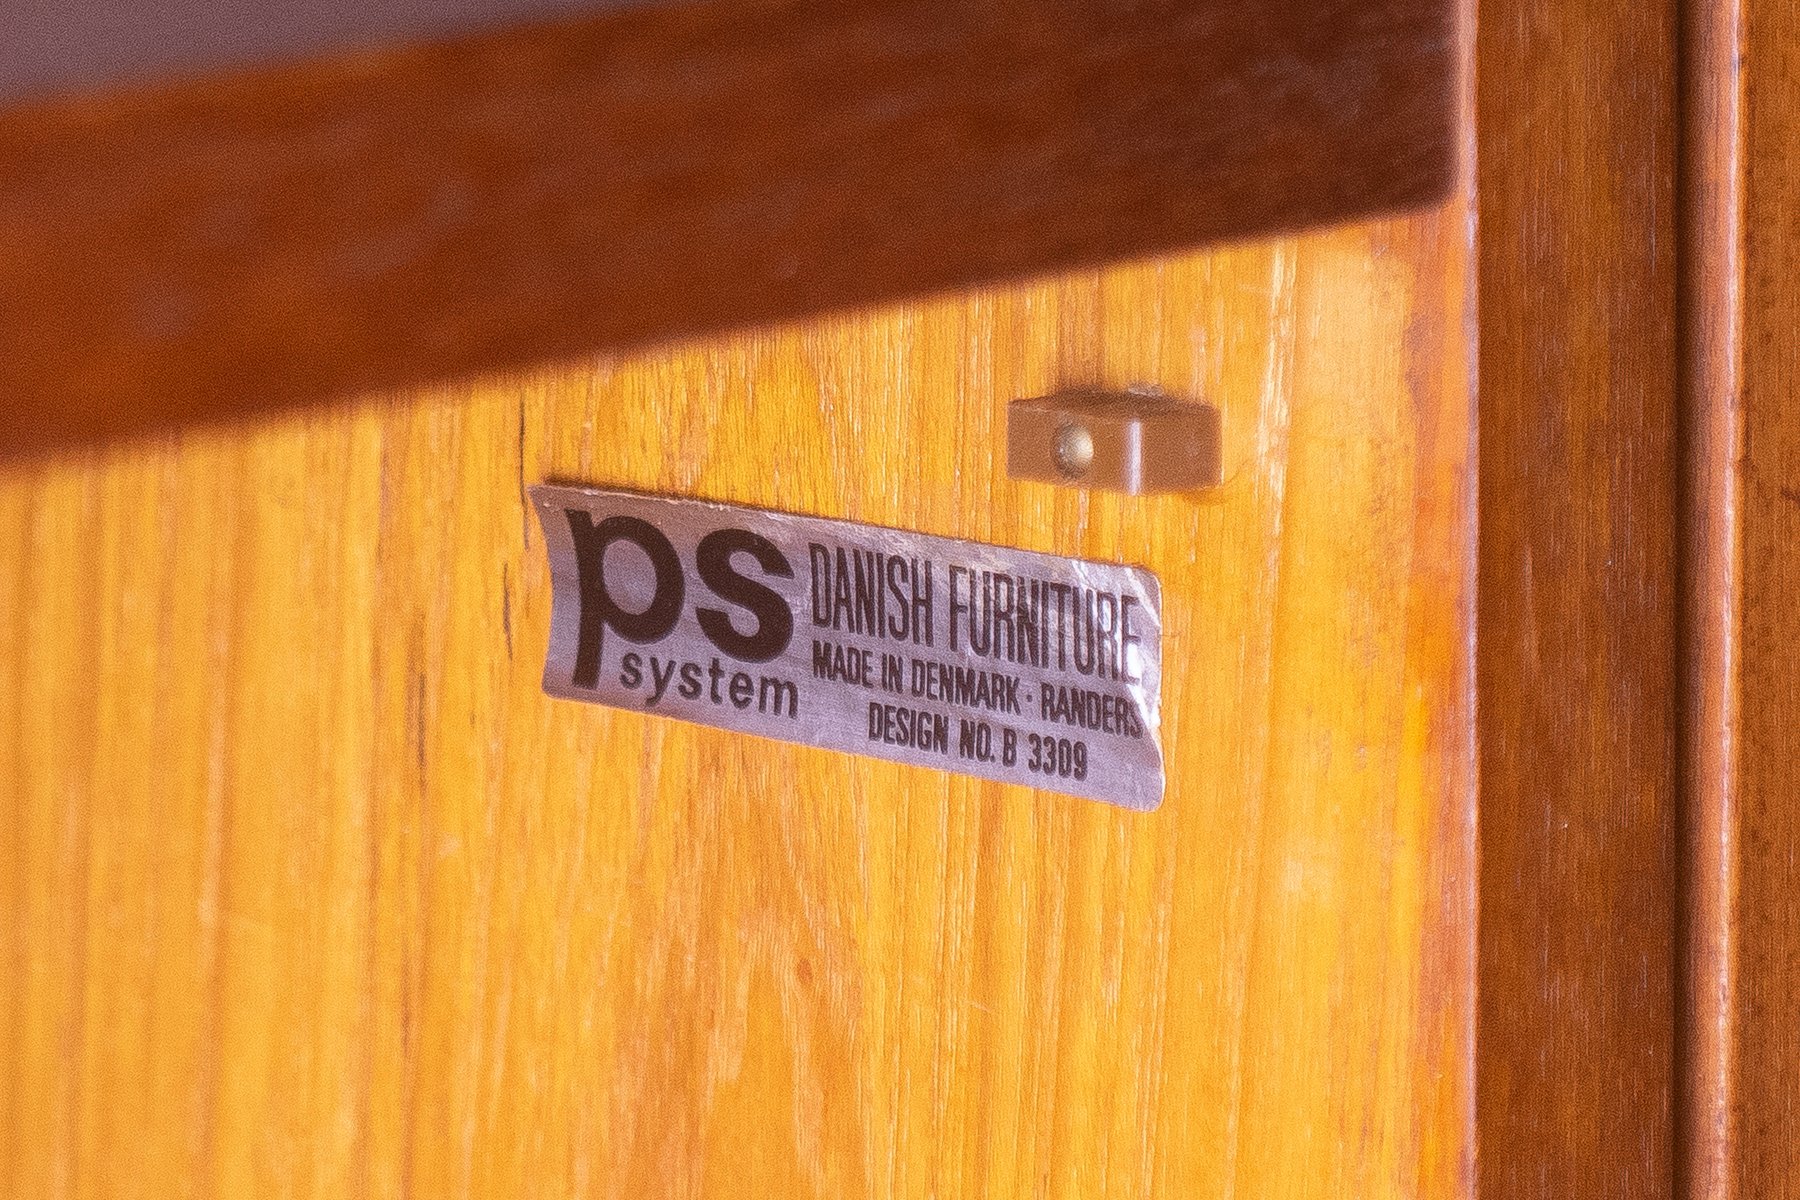 ps
system
DANISH FURNITURE
MADE IN DENMARK · RANDERS
DESIGN NO. B 3309